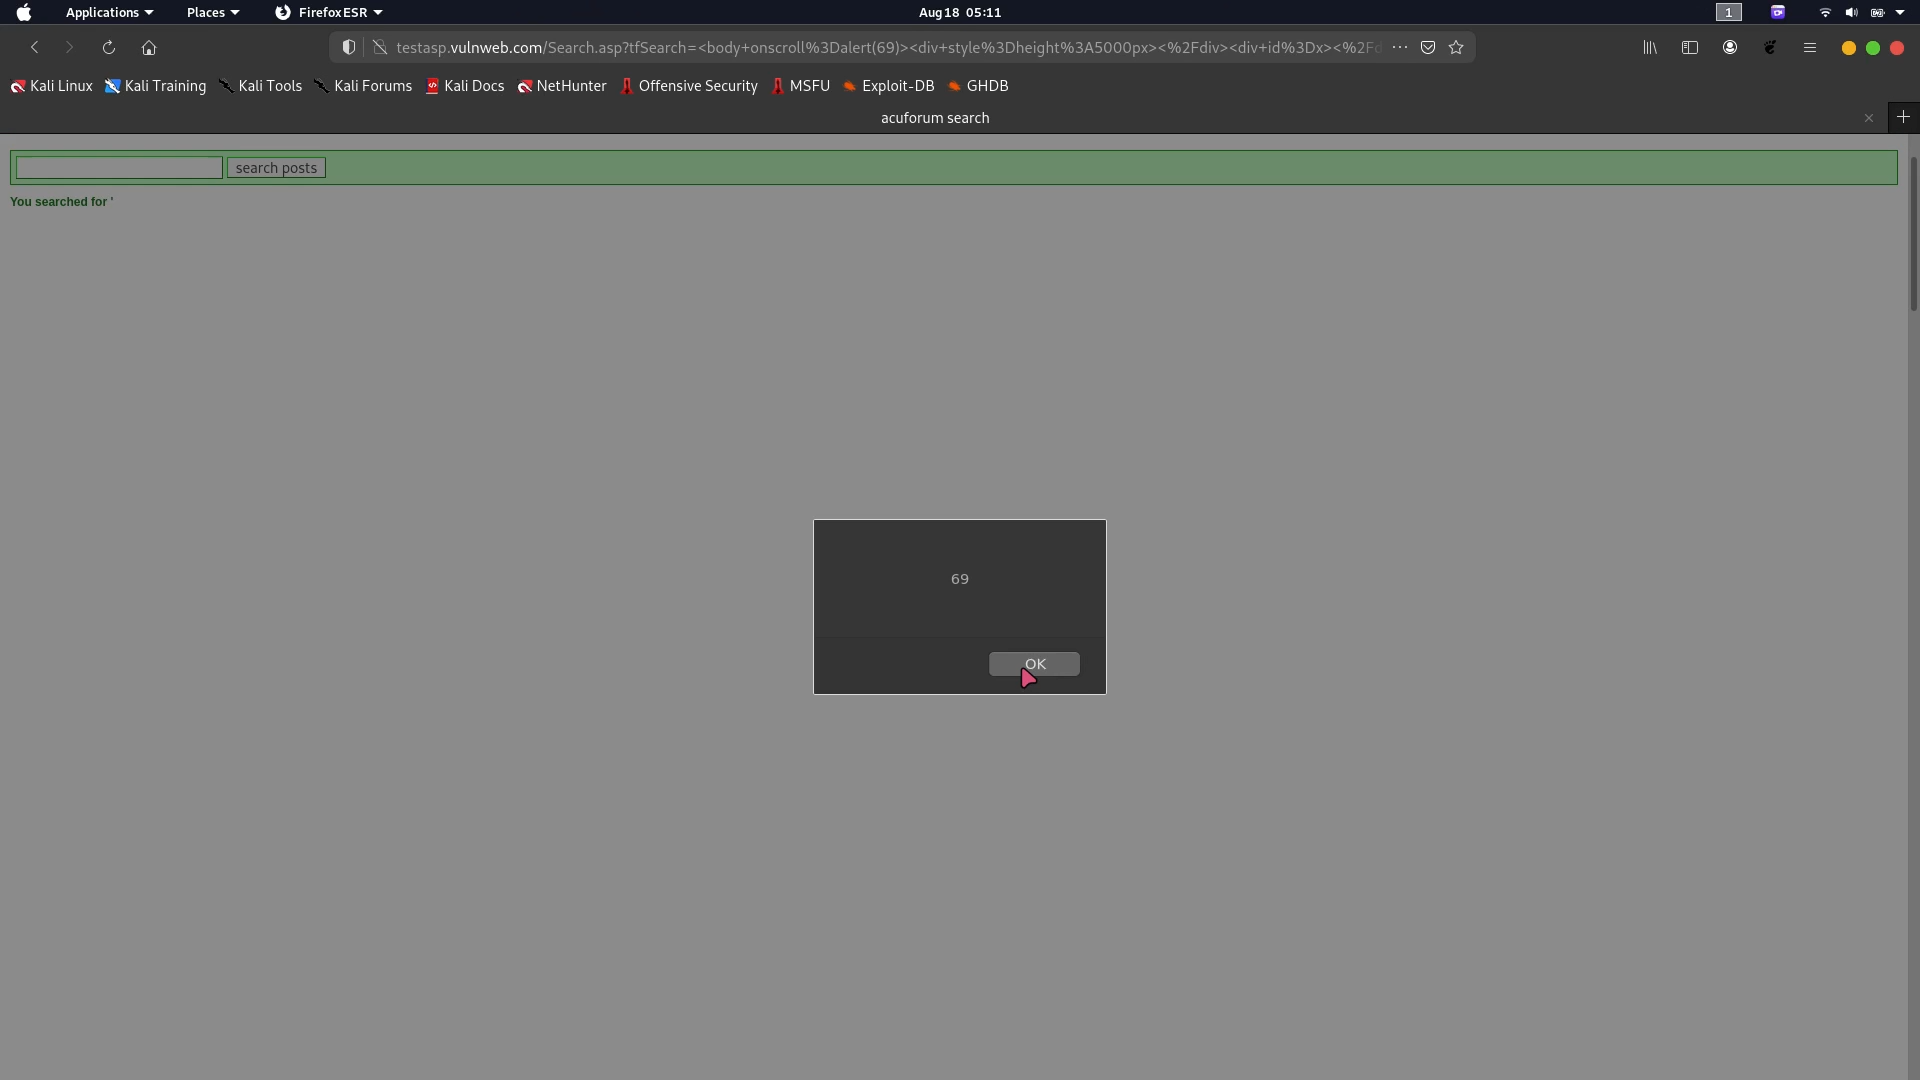 Applications Places Firefox ESR Aug 18 05:11 1
testasp.vulnweb.com/Search.asp?tfSearch=<body+onscroll%3Dalert(69)><div+style%3Dheight%3A5000px><%2Fdiv><div+id%3Dx><%2Fd
Kali Linux Kali Training Kali Tools Kali Forums Kali Docs NetHunter Offensive Security MSFU Exploit-DB GHDB
acuforum search
search posts
You searched for '
69
OK